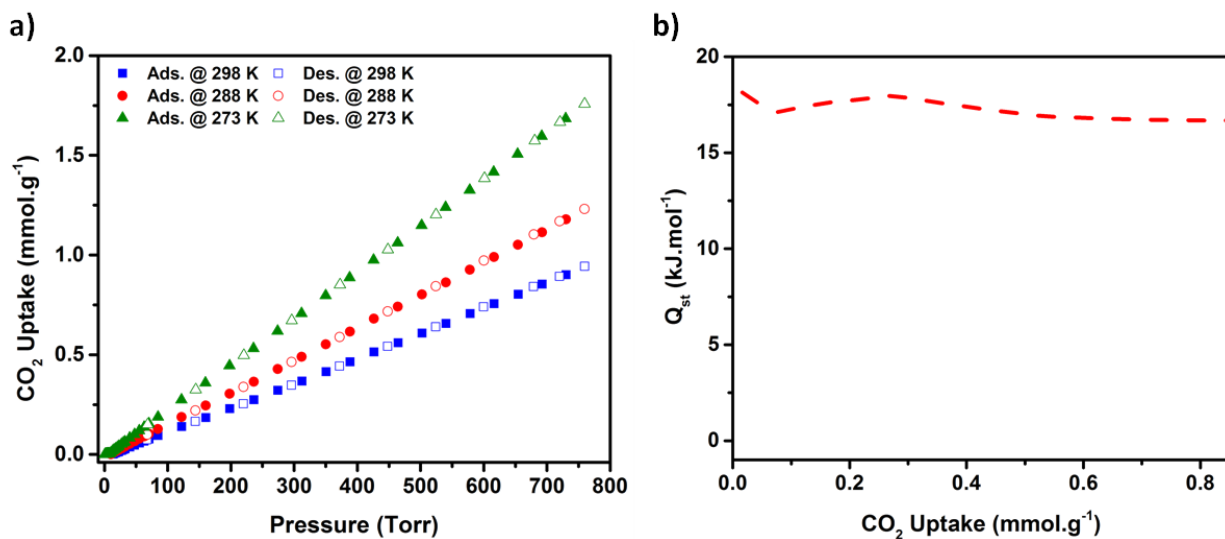 a)
2.0
1.5
1.0
0.5
0.0
CO₂ Uptake (mmol.g⁻¹)
Ads. @ 298 K Des. @ 298 K
Ads. @ 288 K Des. @ 288 K
Ads. @ 273 K Des. @ 273 K
0 100 200 300 400 500 600 700 800
Pressure (Torr)
b)
20
15
10
5
0
Qst (kJ.mol⁻¹)
0.0 0.2 0.4 0.6 0.8
CO₂ Uptake (mmol.g⁻¹)